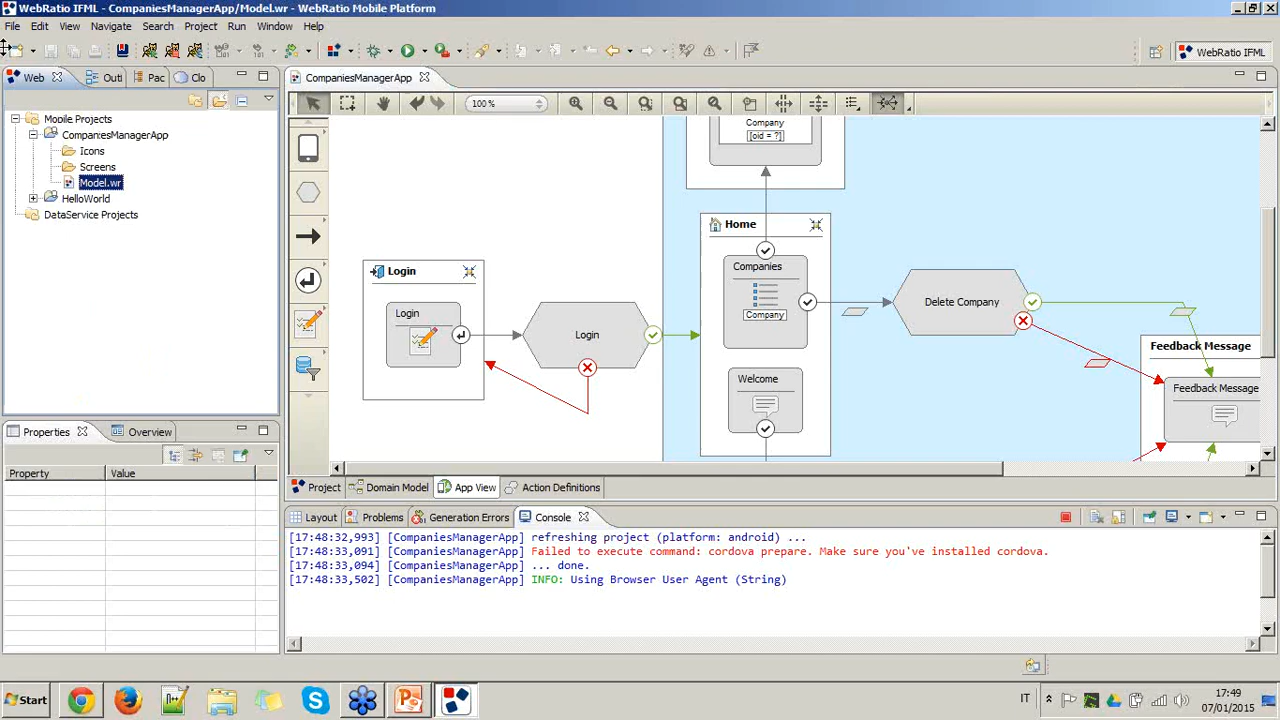 WebRatio IFML - CompaniesManagerApp/Model.wr - WebRatio Mobile Platform
File Edit View Navigate Search Project Run Window Help
WebRatio IFML
Web Outl Pac Clo
CompaniesManagerApp
100 %
Mobile Projects
CompaniesManagerApp
Icons
Screens
Model.wr
HelloWorld
DataService Projects
Company
[oid = ?]
Home
Companies
Company
Login
Login
Login
Delete Company
Feedback Message
Feedback Message
Welcome
Properties Overview
Property Value
Project Domain Model App View Action Definitions
Layout Problems Generation Errors Console
[17:48:32,993] [CompaniesManagerApp] refreshing project (platform: android) ...
[17:48:33,091] [CompaniesManagerApp] Failed to execute command: cordova prepare. Make sure you've installed cordova.
[17:48:33,094] [CompaniesManagerApp] ... done.
[17:48:33,502] [CompaniesManagerApp] INFO: Using Browser User Agent (String)
Start
IT
17:49
07/01/2015